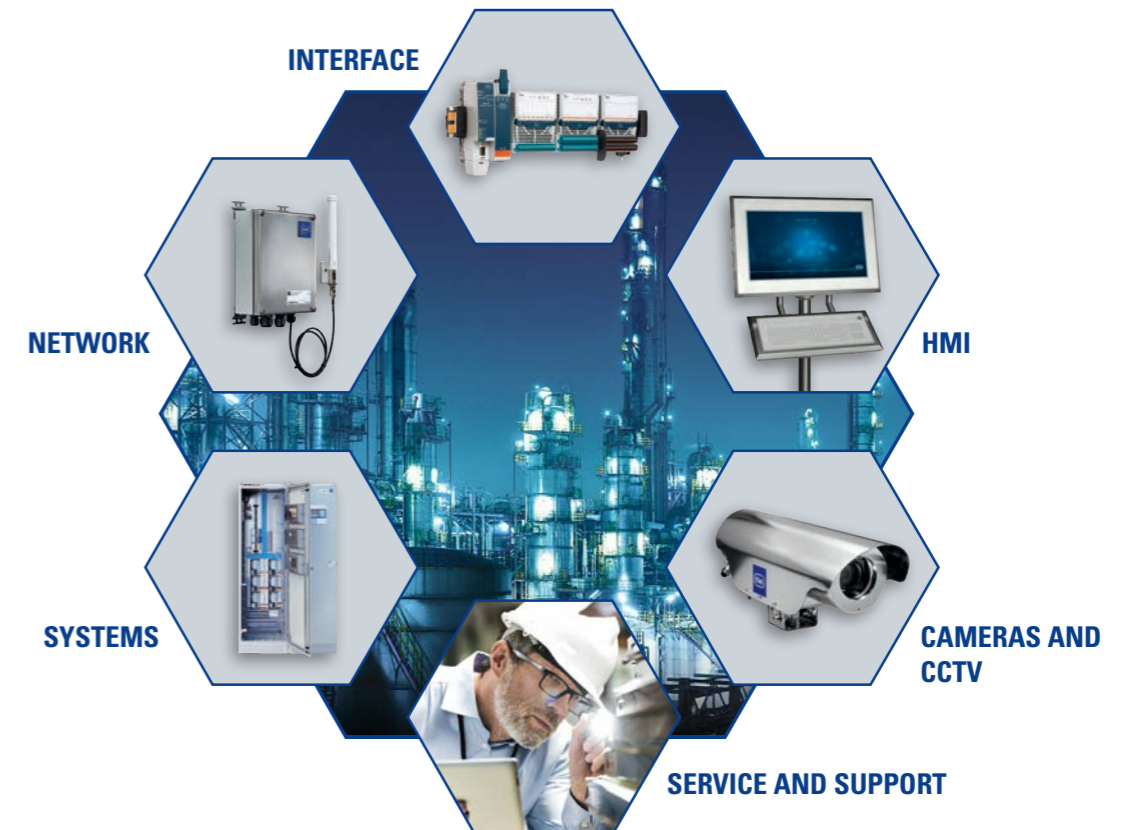 INTERFACE
NETWORK
HMI
SYSTEMS
CAMERAS AND
CCTV
SERVICE AND SUPPORT